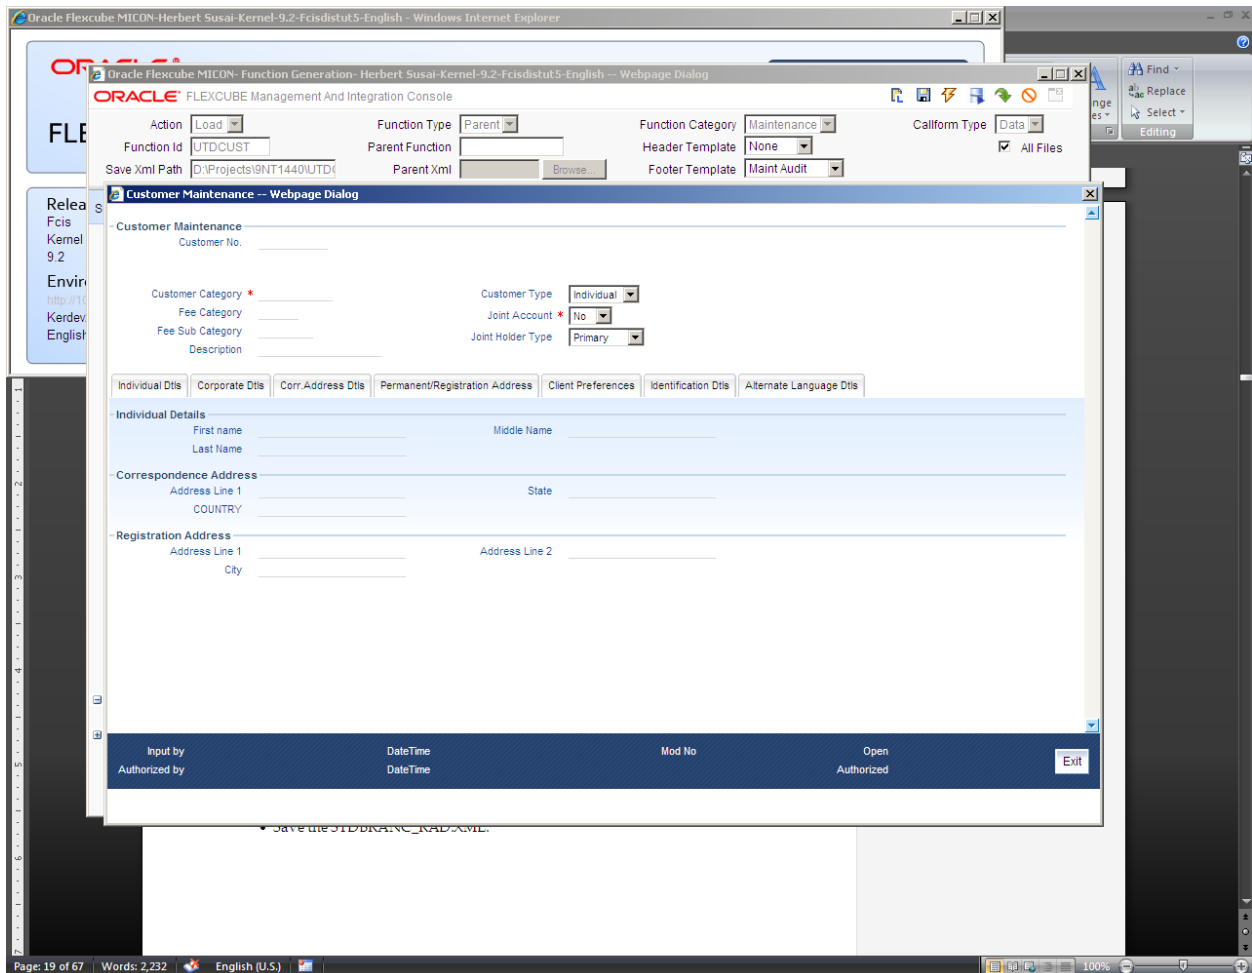 Oracle Flexcube MICON-Herbert Susai-Kernel-9.2-Fcisdistut5-English - Windows Internet Explorer
Oracle Flexcube MICON- Function Generation- Herbert Susai-Kernel-9.2-Fcisdistut5-English -- Webpage Dialog
ORACLE FLEXCUBE Management And Integration Console
Find
Replace
Select
Editing
Action Load Function Type Parent Function Category Maintenance Callform Type Data
Function Id UTDCUST Parent Function Header Template None All Files
Save Xml Path D:\Projects\9NT1440\UTD Parent Xml Browse... Footer Template Maint Audit
Customer Maintenance -- Webpage Dialog
Customer Maintenance
Customer No.
Customer Category * Customer Type Individual
Fee Category Joint Account * No
Fee Sub Category Joint Holder Type Primary
Description
Individual Dtls Corporate Dtls Corr.Address Dtls Permanent/Registration Address Client Preferences Identification Dtls Alternate Language Dtls
Individual Details
First name Middle Name
Last Name
Correspondence Address
Address Line 1 State
COUNTRY
Registration Address
Address Line 1 Address Line 2
City
Input by DateTime Mod No Open
Authorized by DateTime Authorized
Exit
Fcis
Kernel
9.2
Kerdev
English
• Save the STDBRANC_RAD.XML.
Page: 19 of 67 Words: 2,232 English (U.S.) 100%